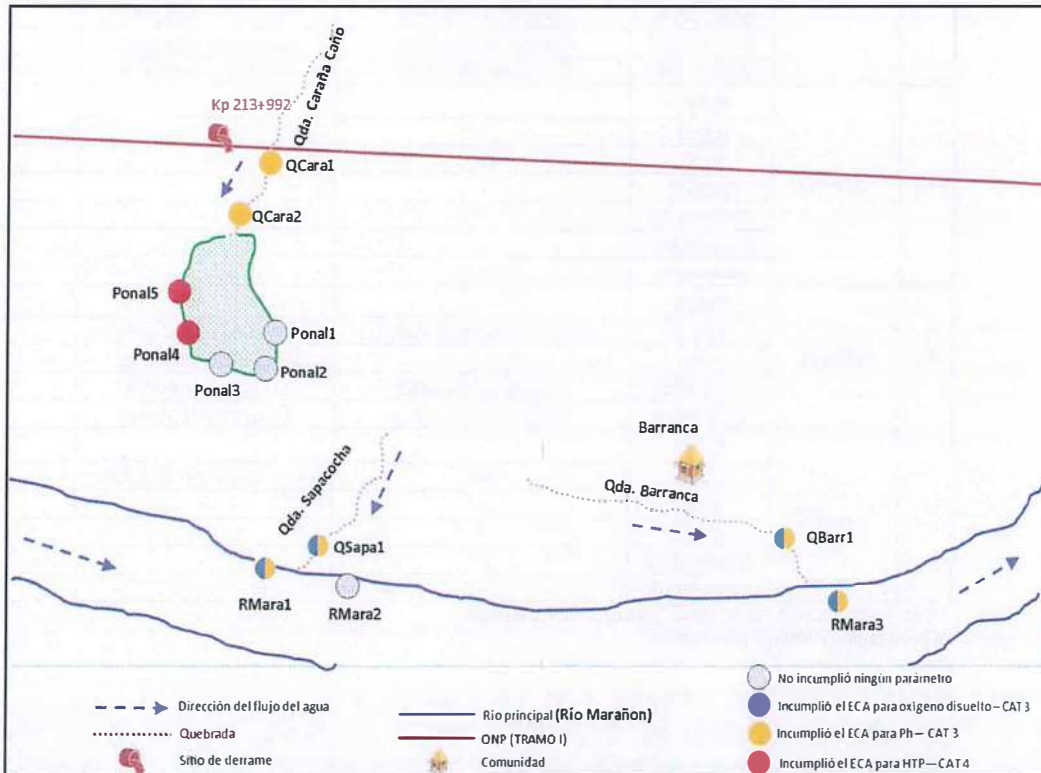 Qda. Caraña Caño
Kp 213+992
QCara1
QCara2
Ponal5
Ponal4
Ponal1
Ponal2
Ponal3
Barranca
Qda. Sapacocha
Qda. Barranca
QSapa1
QBarr1
RMara1
RMara2
RMara3
Dirección del flujo del agua
Quebrada
Sitio de derrame
Río principal (Río Marañon)
ONP (TRAMO I)
Comunidad
No incumplió ningún parámetro
Incumplió el ECA para oxígeno disuelto – CAT 3
Incumplió el ECA para Ph — CAT 3
Incumplió el ECA para HTP — CAT 4